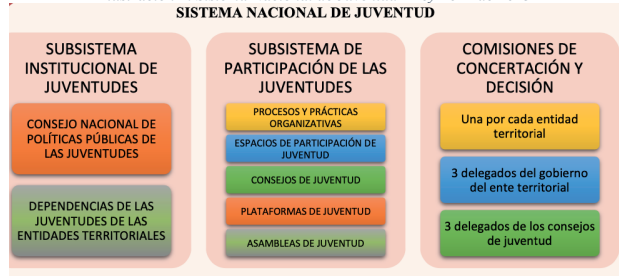 SISTEMA NACIONAL DE JUVENTUD
SUBSISTEMA
INSTITUCIONAL DE
JUVENTUDES
CONSEJO NACIONAL DE
POLÍTICAS PÚBLICAS DE
LAS JUVENTUDES
DEPENDENCIAS DE LAS
JUVENTUDES DE LAS
ENTIDADES TERRITORIALES
SUBSISTEMA DE
PARTICIPACIÓN DE LAS
JUVENTUDES
PROCESOS Y PRÁCTICAS
ORGANIZATIVAS
ESPACIOS DE PARTICIPACIÓN DE
JUVENTUD
CONSEJOS DE JUVENTUD
PLATAFORMAS DE JUVENTUD
ASAMBLEAS DE JUVENTUD
COMISIONES DE
CONCERTACIÓN Y
DECISIÓN
Una por cada entidad
territorial
3 delegados del gobierno
del ente territorial
3 delegados de los consejos
de juventud